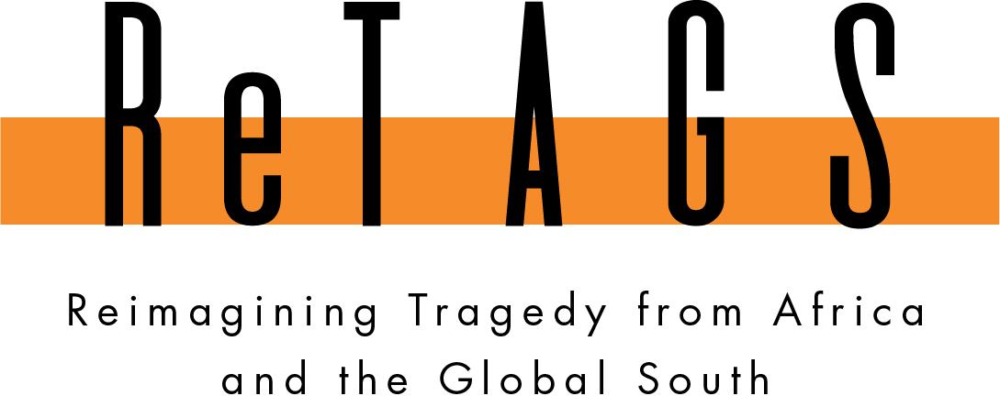 ReTAGS
Reimagining Tragedy from Africa
and the Global South